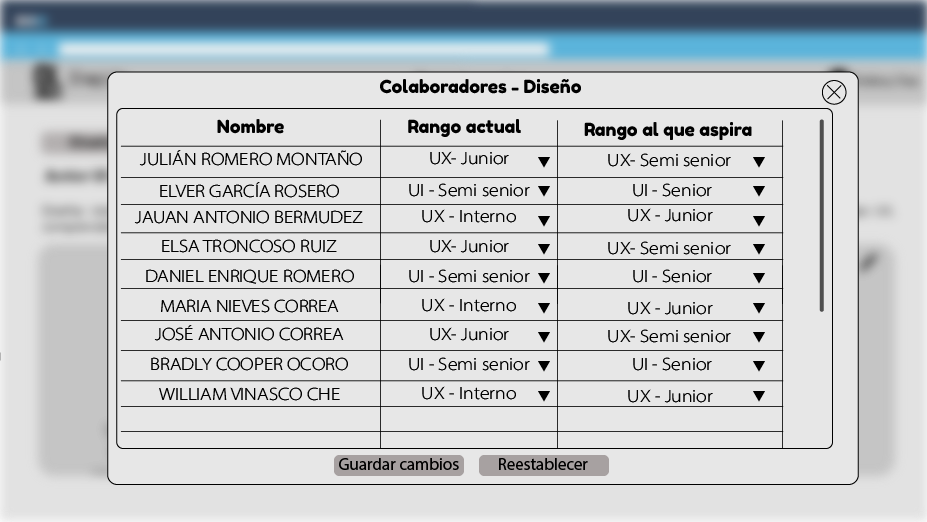 Colaboradores - Diseño
Nombre Rango actual Rango al que aspira
JULIÁN ROMERO MONTAÑO UX- Junior UX- Semi senior
ELVER GARCÍA ROSERO UI - Semi senior UI - Senior
JAUAN ANTONIO BERMUDEZ UX - Interno UX - Junior
ELSA TRONCOSO RUIZ UX- Junior UX- Semi senior
DANIEL ENRIQUE ROMERO UI - Semi senior UI - Senior
MARIA NIEVES CORREA UX - Interno UX - Junior
JOSÉ ANTONIO CORREA UX- Junior UX- Semi senior
BRADLY COOPER OCORO UI - Semi senior UI - Senior
WILLIAM VINASCO CHE UX - Interno UX - Junior
Guardar cambios Reestablecer